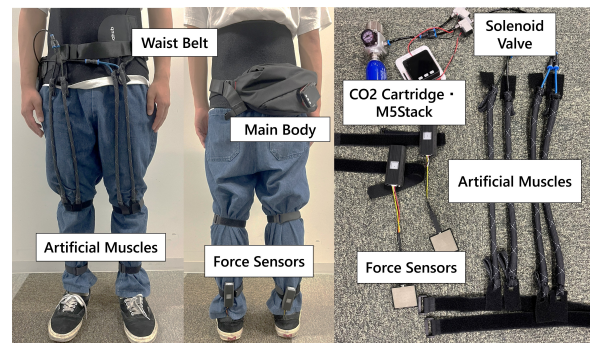 Waist Belt
Main Body
Artificial Muscles
Force Sensors
Solenoid
Valve
CO2 Cartridge・
M5Stack
Artificial Muscles
Force Sensors